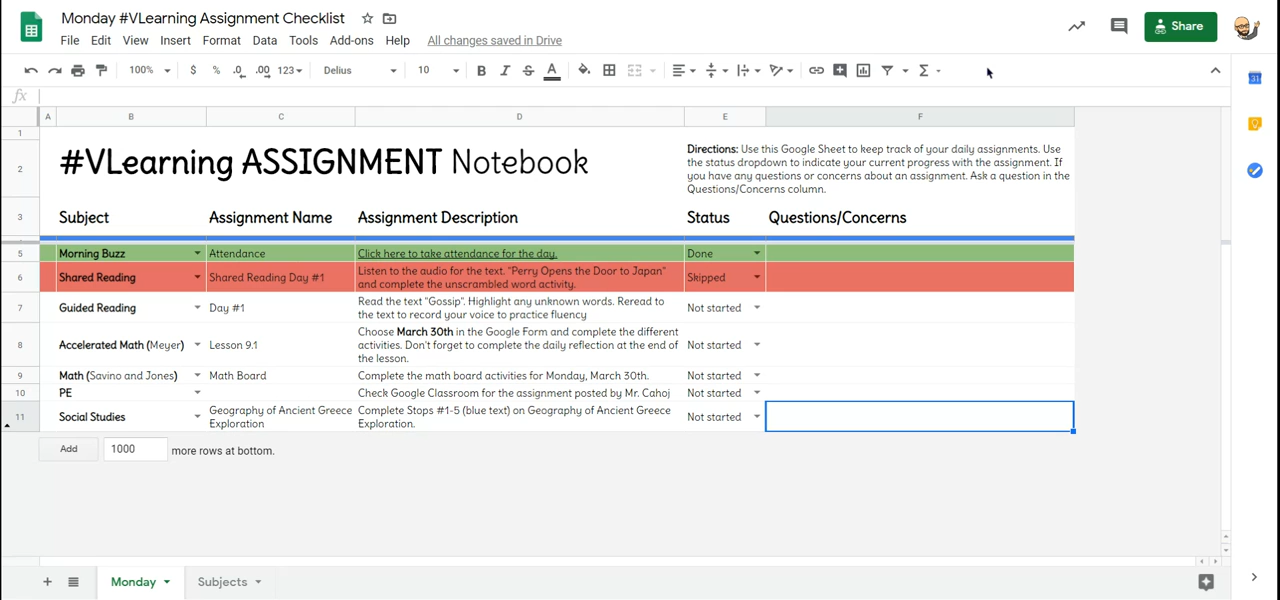 Monday #VLearning Assignment Checklist
File Edit View Insert Format Data Tools Add-ons Help All changes saved in Drive
Share
100% $ % .0 .00 123 Delius 10 B I S A
fx
A B C D E F
1
2 #VLearning ASSIGNMENT Notebook
Directions: Use this Google Sheet to keep track of your daily assignments. Use
the status dropdown to indicate your current progress with the assignment. If
you have any questions or concerns about an assignment. Ask a question in the
Questions/Concerns column.
3 Subject Assignment Name Assignment Description Status Questions/Concerns
5 Morning Buzz Attendance Click here to take attendance for the day. Done
6 Shared Reading Shared Reading Day #1 Listen to the audio for the text. "Perry Opens the Door to Japan" Skipped
and complete the unscrambled word activity.
7 Guided Reading Day #1 Read the text "Gossip". Highlight any unknown words. Reread to Not started
the text to record your voice to practice fluency
8 Accelerated Math (Meyer) Lesson 9.1 Choose March 30th in the Google Form and complete the different Not started
activities. Don't forget to complete the daily reflection at the end of
the lesson.
9 Math (Savino and Jones) Math Board Complete the math board activities for Monday, March 30th. Not started
10 PE Check Google Classroom for the assignment posted by Mr. Cahoj Not started
11 Social Studies Geography of Ancient Greece Complete Stops #1-5 (blue text) on Geography of Ancient Greece Not started
Exploration Exploration.
Add 1000 more rows at bottom.
Monday Subjects
31